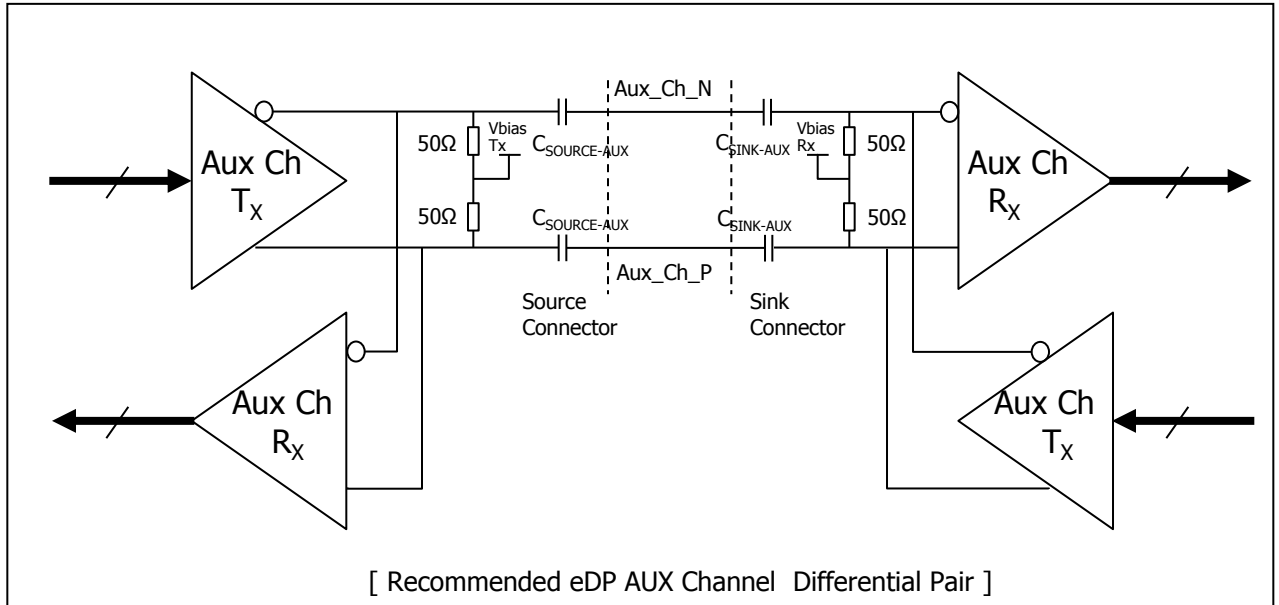 Aux_Ch_N
Aux Ch
TX
50Ω
Vbias
Tx
CSOURCE-AUX
CSINK-AUX
Vbias
Rx
50Ω
Aux Ch
RX
50Ω
CSOURCE-AUX
CSINK-AUX
50Ω
Aux_Ch_P
Source
Connector
Sink
Connector
Aux Ch
RX
Aux Ch
TX
[ Recommended eDP AUX Channel Differential Pair ]